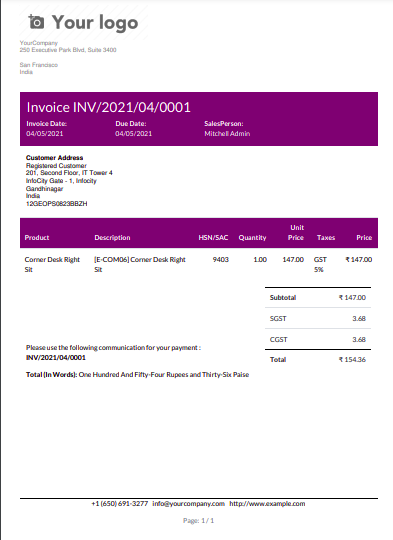 Your logo
YourCompany
250 Executive Park Blvd, Suite 3400
San Francisco
India
Invoice INV/2021/04/0001
Invoice Date: Due Date: SalesPerson:
04/05/2021 04/05/2021 Mitchell Admin
Customer Address
Registered Customer
201, Second Floor, IT Tower 4
InfoCity Gate - 1, Infocity
Gandhinagar
India
12GEOPS0823BBZH
Product Description HSN/SAC Quantity Unit Price Taxes Price
Corner Desk Right Sit [E-COM06] Corner Desk Right Sit 9403 1.00 147.00 GST 5% ₹ 147.00
Subtotal ₹ 147.00
SGST 3.68
CGST 3.68
Total ₹ 154.36
Please use the following communication for your payment :
INV/2021/04/0001
Total (In Words): One Hundred And Fifty-Four Rupees and Thirty-Six Paise
+1 (650) 691-3277 info@yourcompany.com http://www.example.com
Page: 1 / 1